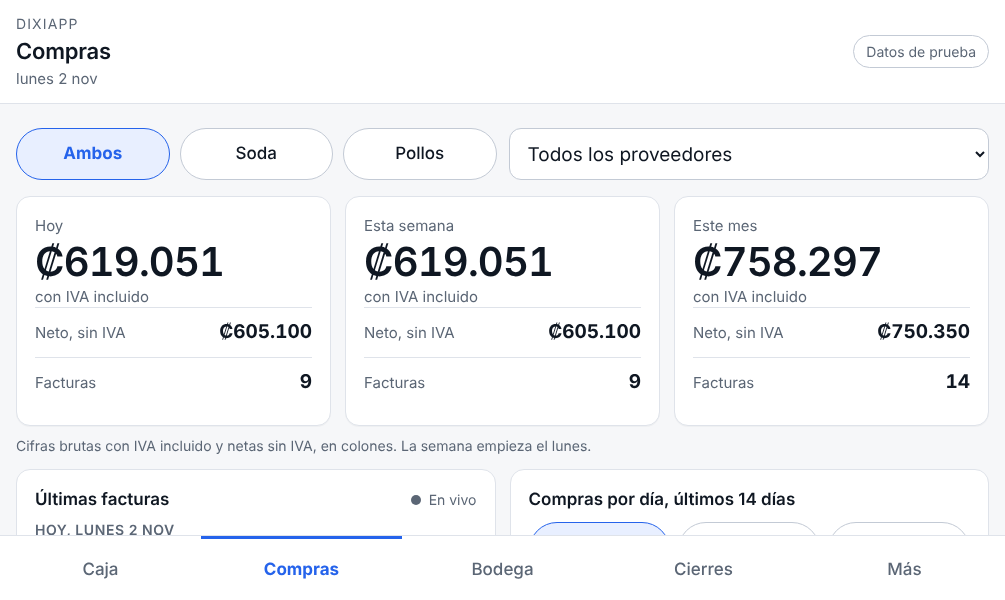 DIXIAPP
Compras
lunes 2 nov
Datos de prueba
Ambos
Soda
Pollos
Todos los proveedores
Hoy
₡619.051
con IVA incluido
Neto, sin IVA ₡605.100
Facturas 9
Esta semana
₡619.051
con IVA incluido
Neto, sin IVA ₡605.100
Facturas 9
Este mes
₡758.297
con IVA incluido
Neto, sin IVA ₡750.350
Facturas 14
Cifras brutas con IVA incluido y netas sin IVA, en colones. La semana empieza el lunes.
Últimas facturas
En vivo
HOY, LUNES 2 NOV
Compras por día, últimos 14 días
Caja
Compras
Bodega
Cierres
Más